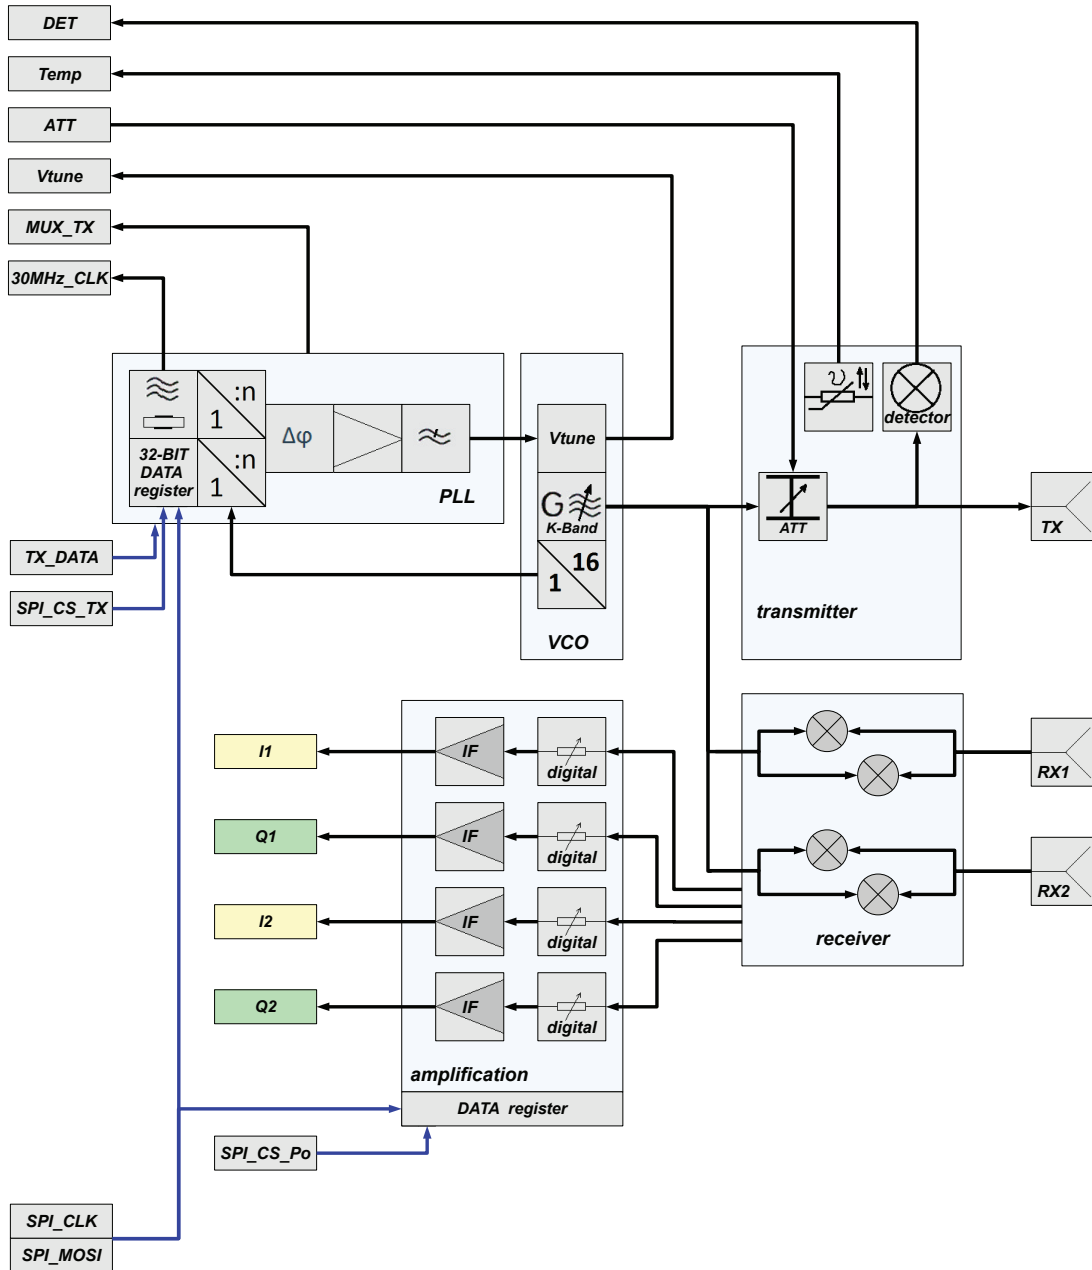 DET
Temp
ATT
Vtune
MUX_TX
30MHz_CLK
:n
1
Δφ
32-BIT
DATA
register
:n
1
PLL
Vtune
G
K-Band
16
1
VCO
detector
ATT
transmitter
TX
TX_DATA
SPI_CS_TX
I1
IF
digital
Q1
IF
digital
I2
IF
digital
Q2
IF
digital
amplification
DATA register
receiver
RX1
RX2
SPI_CS_Po
SPI_CLK
SPI_MOSI